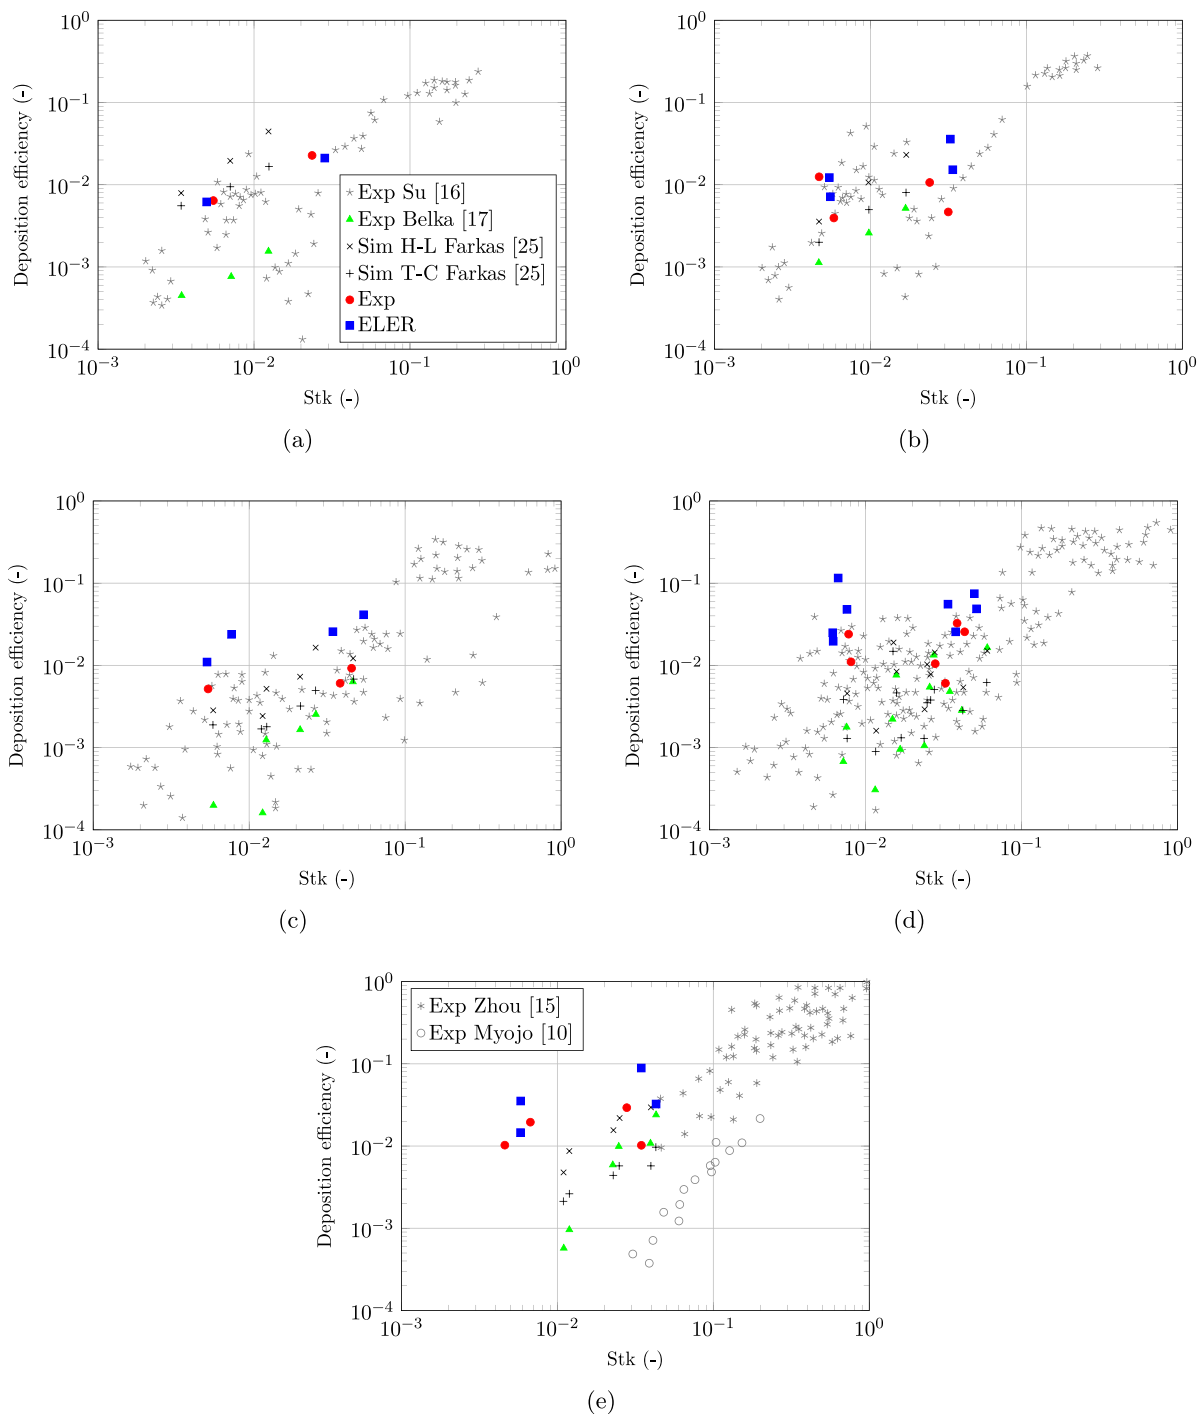 10^0
10^-1
10^-2
10^-3
10^-4
10^-3
10^-2
10^-1
10^0
Deposition efficiency (-)
Stk (-)
Exp Su [16]
Exp Belka [17]
Sim H-L Farkas [25]
Sim T-C Farkas [25]
Exp
ELER
(a)
10^0
10^-1
10^-2
10^-3
10^-4
10^-3
10^-2
10^-1
10^0
Deposition efficiency (-)
Stk (-)
(b)
10^0
10^-1
10^-2
10^-3
10^-4
10^-3
10^-2
10^-1
10^0
Deposition efficiency (-)
Stk (-)
(c)
10^0
10^-1
10^-2
10^-3
10^-4
10^-3
10^-2
10^-1
10^0
Deposition efficiency (-)
Stk (-)
(d)
10^0
10^-1
10^-2
10^-3
10^-4
10^-3
10^-2
10^-1
10^0
Deposition efficiency (-)
Stk (-)
Exp Zhou [15]
Exp Myojo [10]
(e)